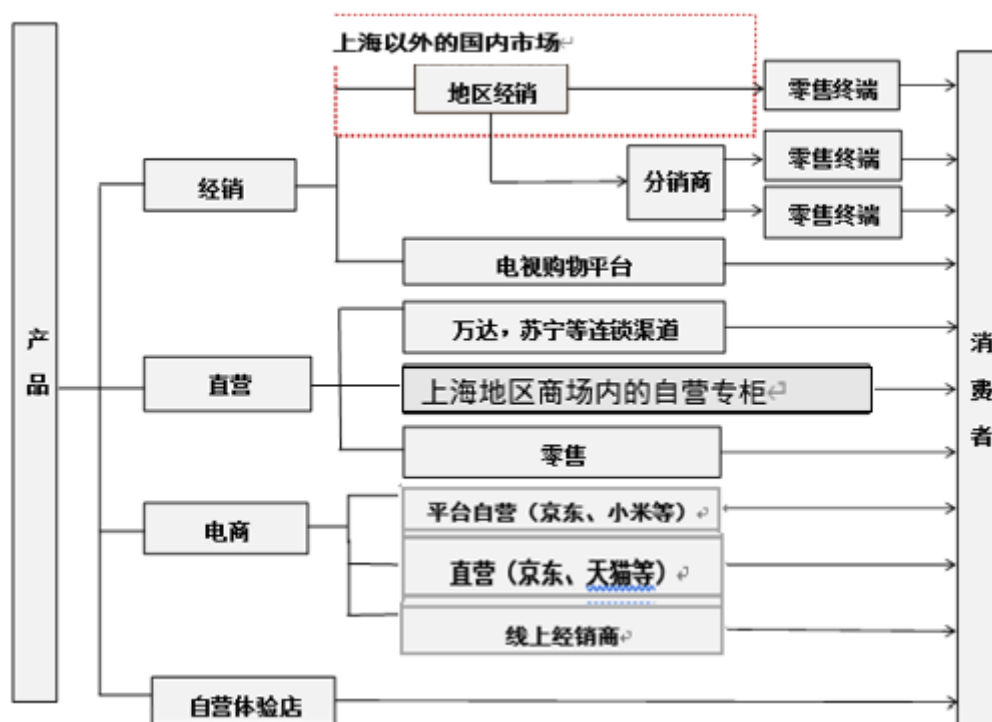 产品
上海以外的国内市场
地区经销
零售终端
经销
分销商
零售终端
零售终端
电视购物平台
直营
万达，苏宁等连锁渠道
上海地区商场内的自营专柜
零售
电商
平台自营（京东、小米等）
直营（京东、天猫等）
线上经销商
自营体验店
消费者